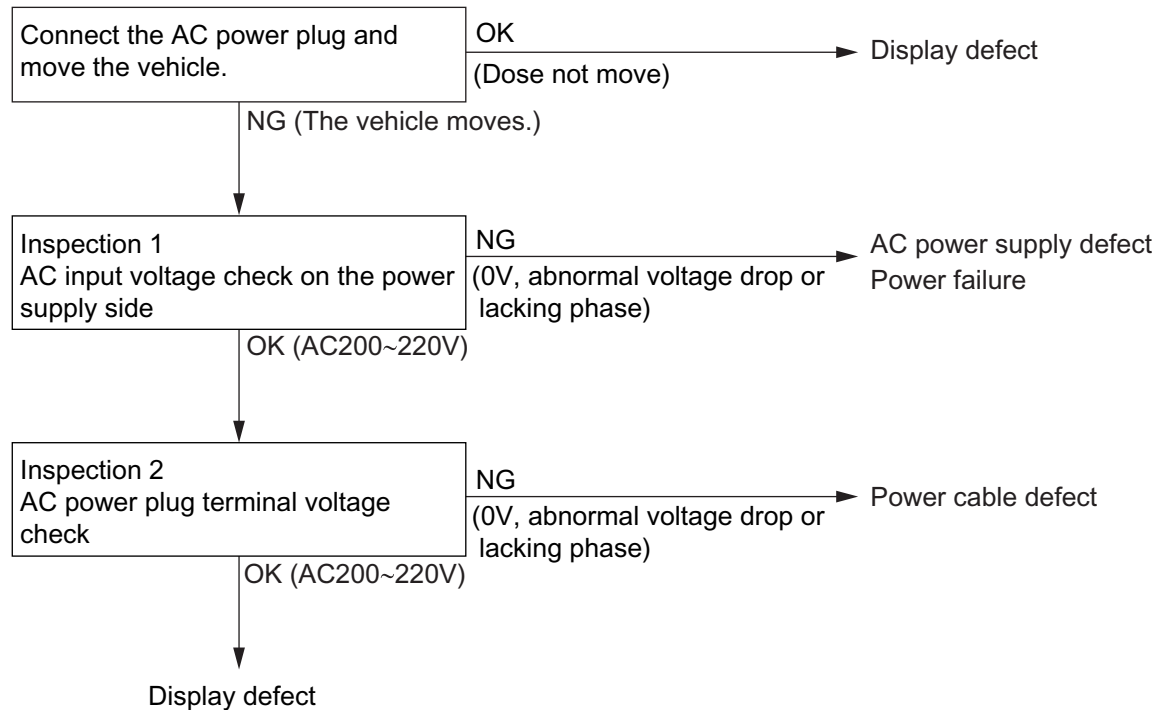 Connect the AC power plug and
move the vehicle.
OK
(Dose not move)
Display defect
NG (The vehicle moves.)
Inspection 1
AC input voltage check on the power
supply side
NG
(0V, abnormal voltage drop or
lacking phase)
AC power supply defect
Power failure
OK (AC200~220V)
Inspection 2
AC power plug terminal voltage
check
NG
(0V, abnormal voltage drop or
lacking phase)
Power cable defect
OK (AC200~220V)
Display defect